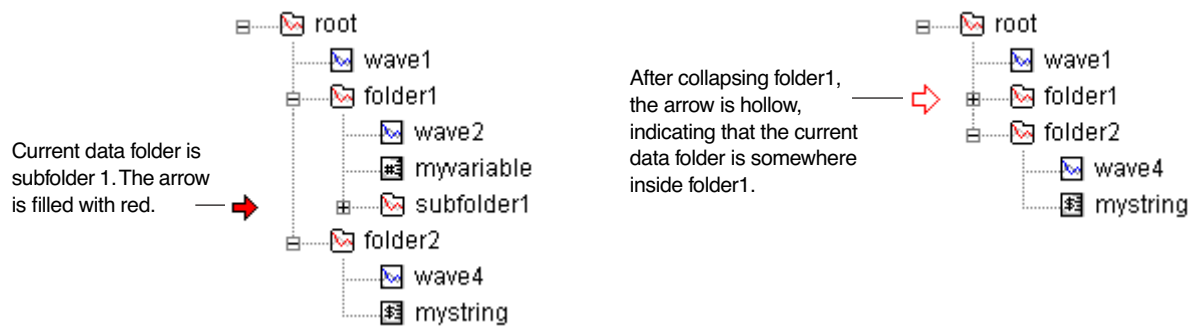 root
wave1
folder1
wave2
myvariable
subfolder1
folder2
wave4
mystring
Current data folder is
subfolder 1. The arrow
is filled with red.
root
wave1
folder1
folder2
wave4
mystring
After collapsing folder1,
the arrow is hollow,
indicating that the current
data folder is somewhere
inside folder1.